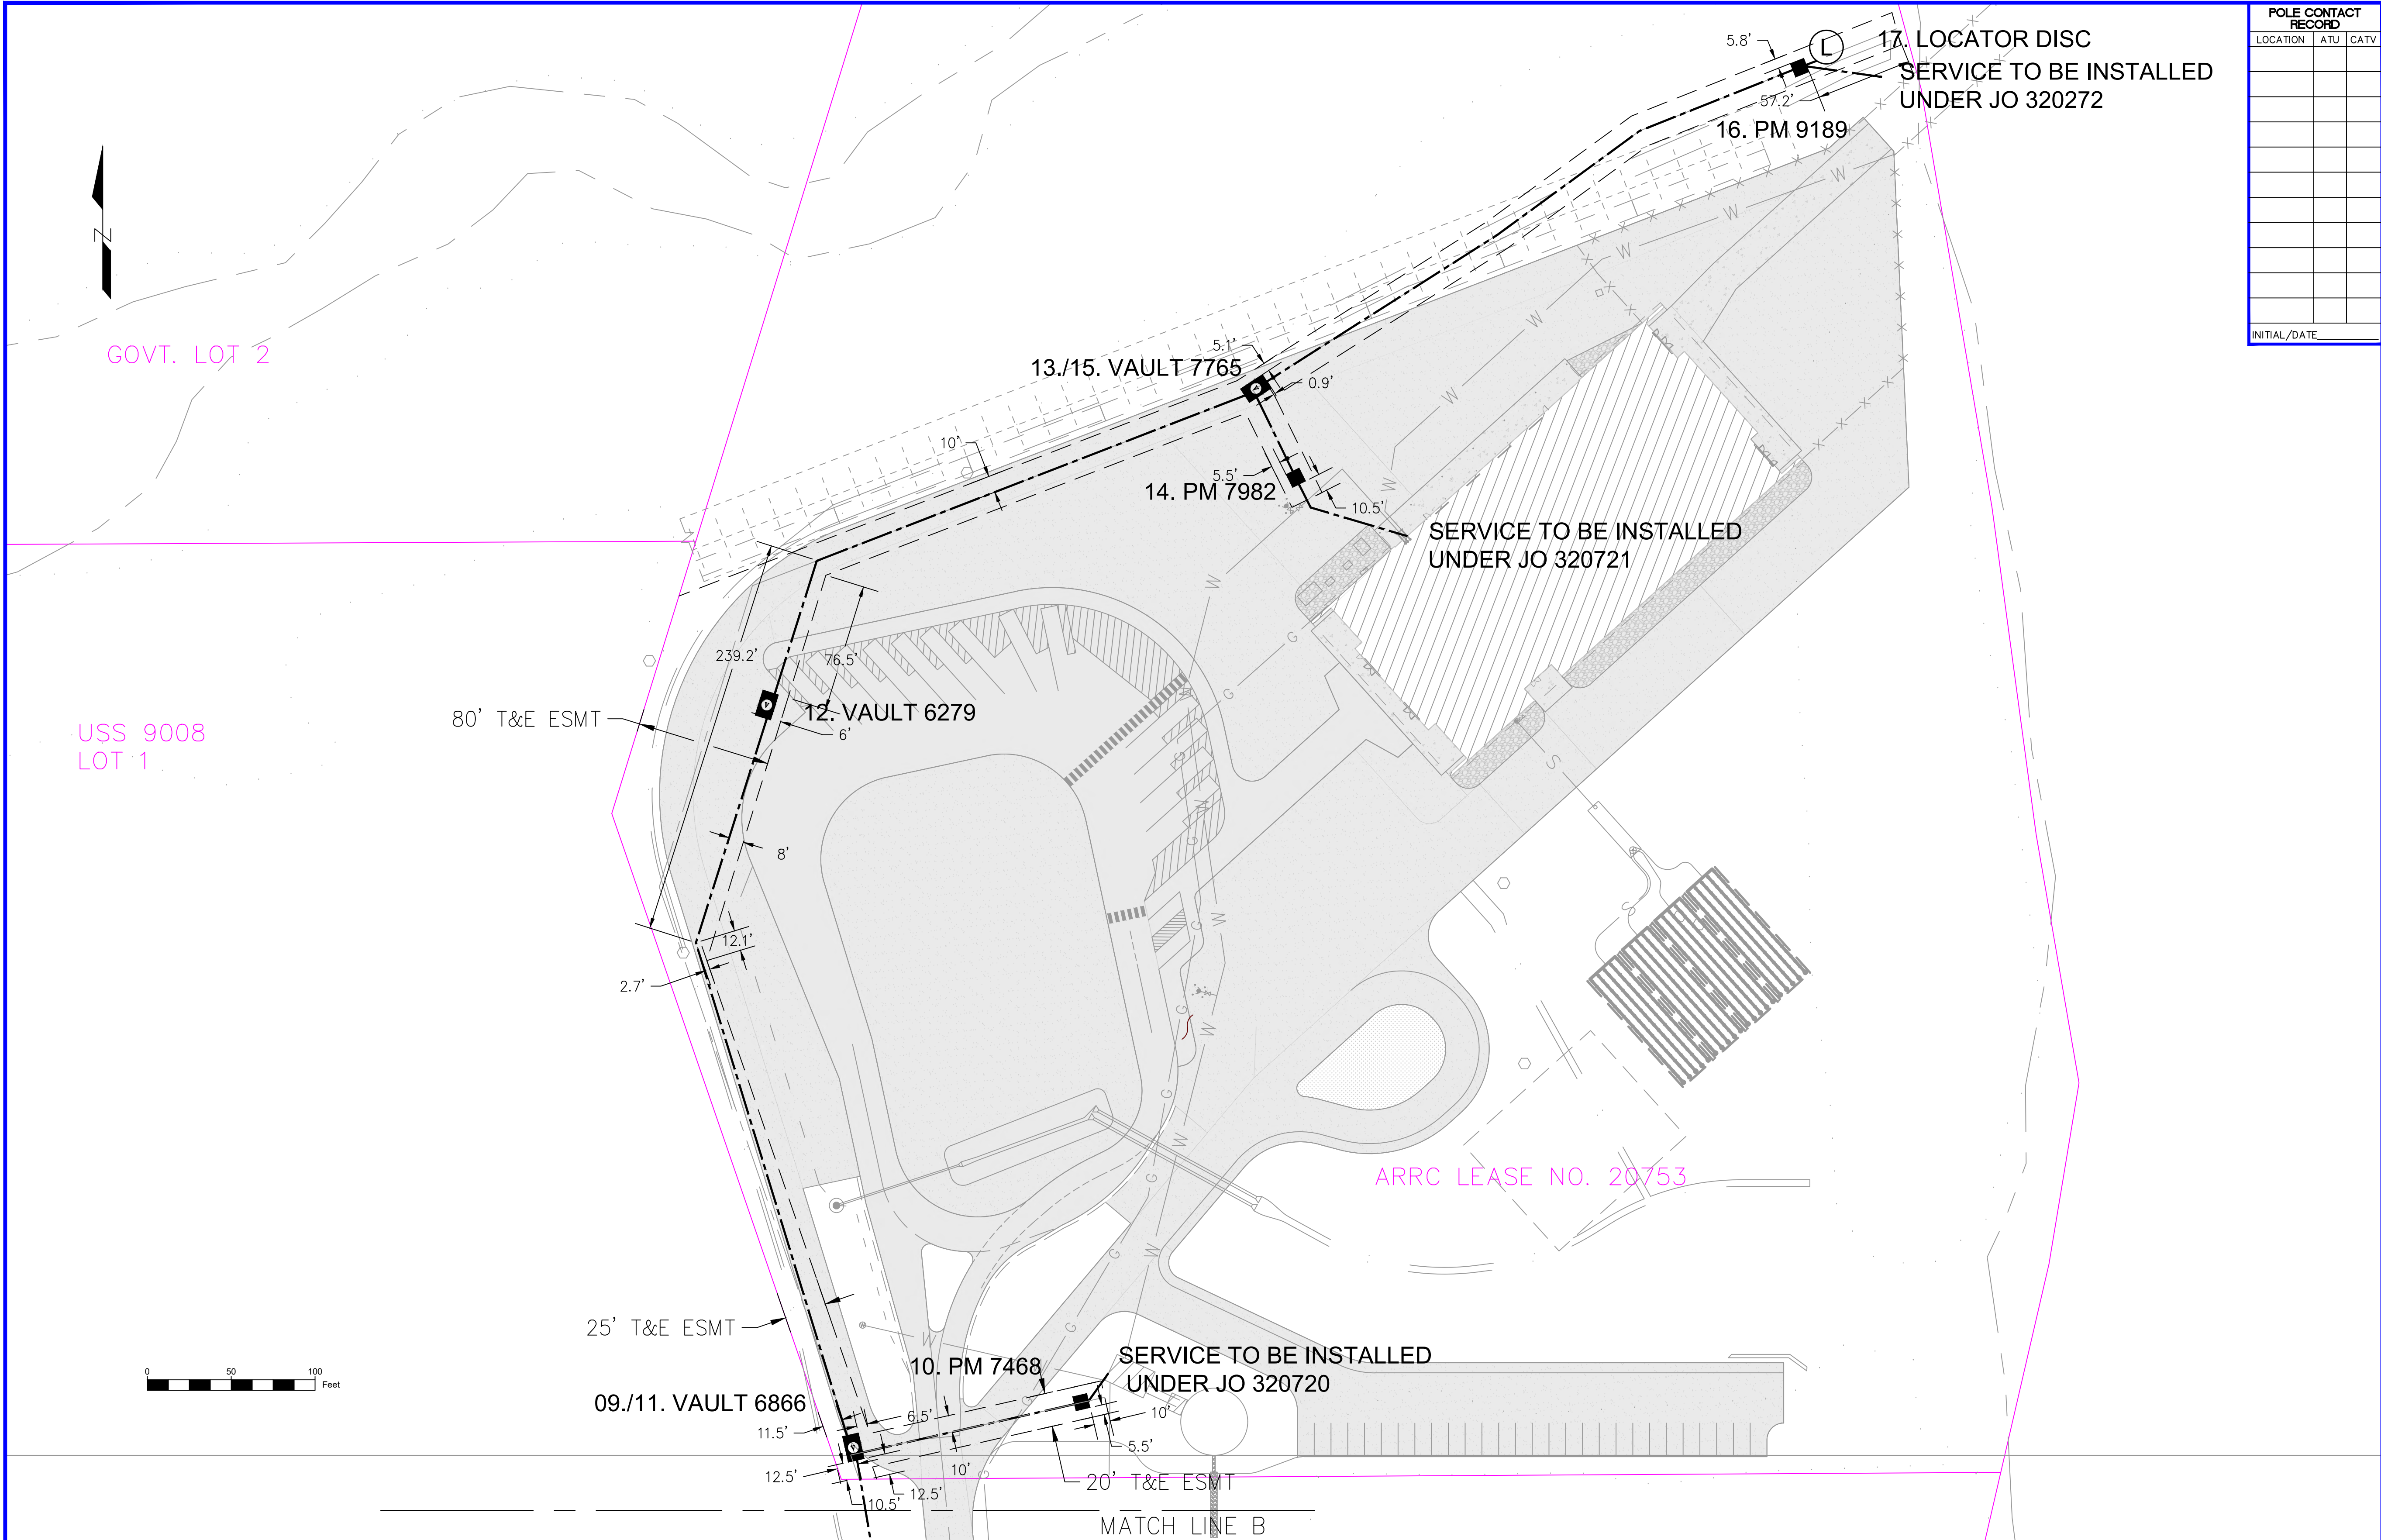 POLE CONTACT
RECORD
LOCATION ATU CATV
INITIAL/DATE
N
5.8'
L
17. LOCATOR DISC
SERVICE TO BE INSTALLED
UNDER JO 320272
57.2'
16. PM 9189
GOVT. LOT 2
5.1'
13./15. VAULT 7765
0.9'
10'
5.5'
14. PM 7982
10.5'
SERVICE TO BE INSTALLED
UNDER JO 320721
239.2'
76.5'
80' T&E ESMT
12. VAULT 6279
6'
USS 9008
LOT 1
8'
12.1'
2.7'
ARRC LEASE NO. 20753
25' T&E ESMT
0 50 100
Feet
10. PM 7468
SERVICE TO BE INSTALLED
UNDER JO 320720
09./11. VAULT 6866
11.5'
6.5'
10'
5.5'
12.5'
10'
20' T&E ESMT
12.5'
10.5'
MATCH LINE B